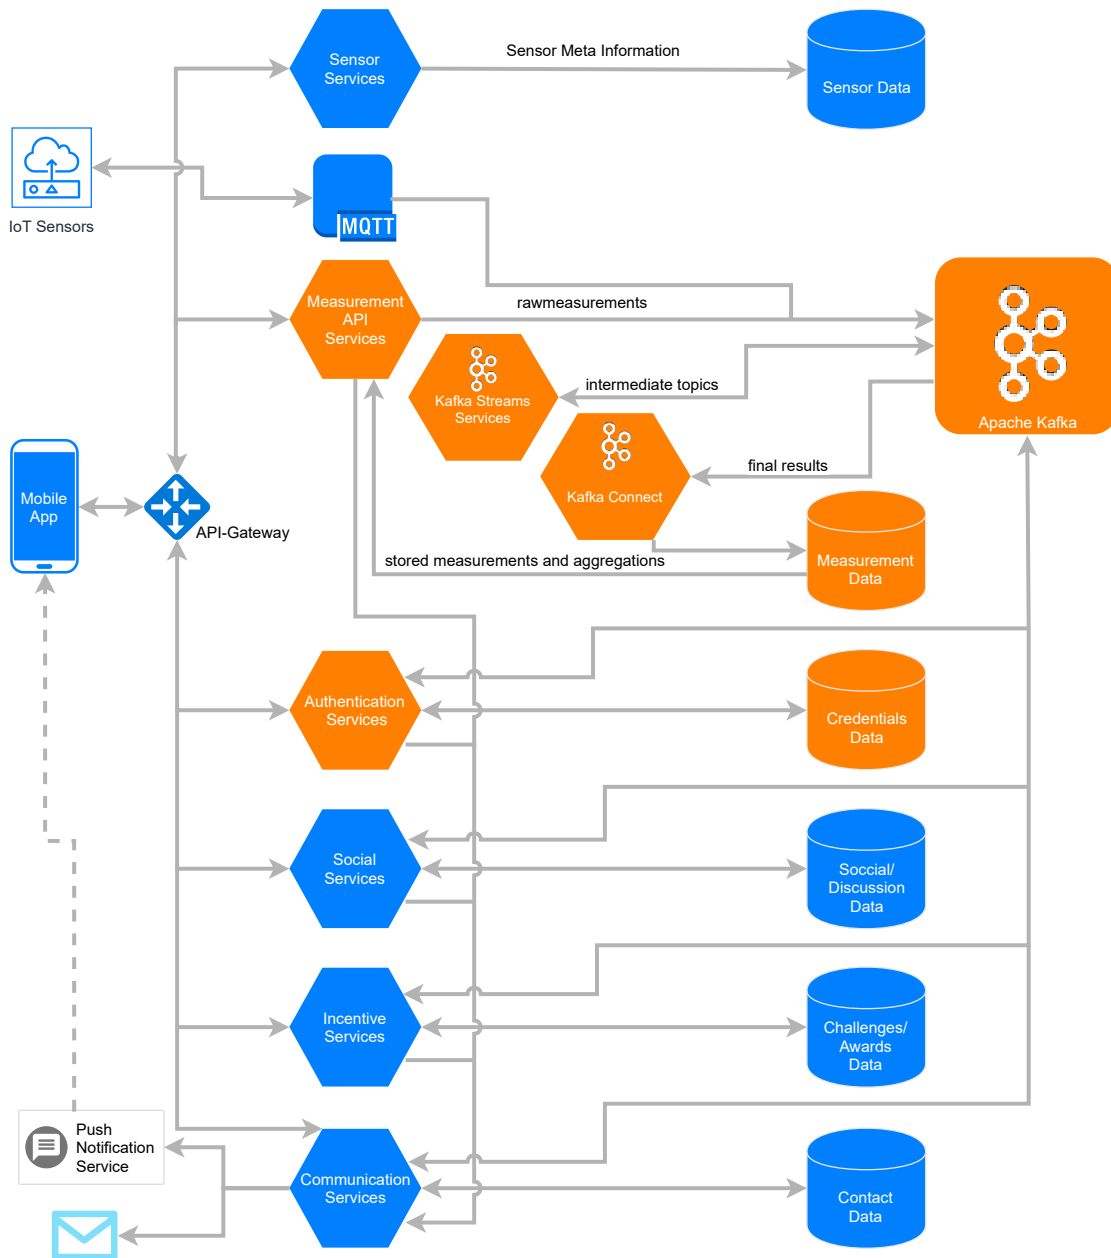 Sensor
Services
Sensor Meta Information
Sensor Data
IoT Sensors
MQTT
Measurement
API
Services
rawmeasurements
Kafka Streams
Services
intermediate topics
Apache Kafka
Kafka Connect
final results
Mobile
App
API-Gateway
stored measurements and aggregations
Measurement
Data
Authentication
Services
Credentials
Data
Social
Services
Soccial/
Discussion
Data
Incentive
Services
Challenges/
Awards
Data
Push
Notification
Service
Communication
Services
Contact
Data